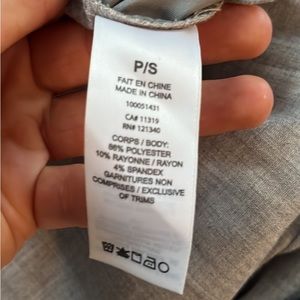 P/S
FAIT EN CHINE
MADE IN CHINA
100051431
CA# 11319
RN# 121340
CORPS / BODY:
86% POLYESTER
10% RAYONNE / RAYON
4% SPANDEX
GARNITURES NON
COMPRISES / EXCLUSIVE
OF TRIMS